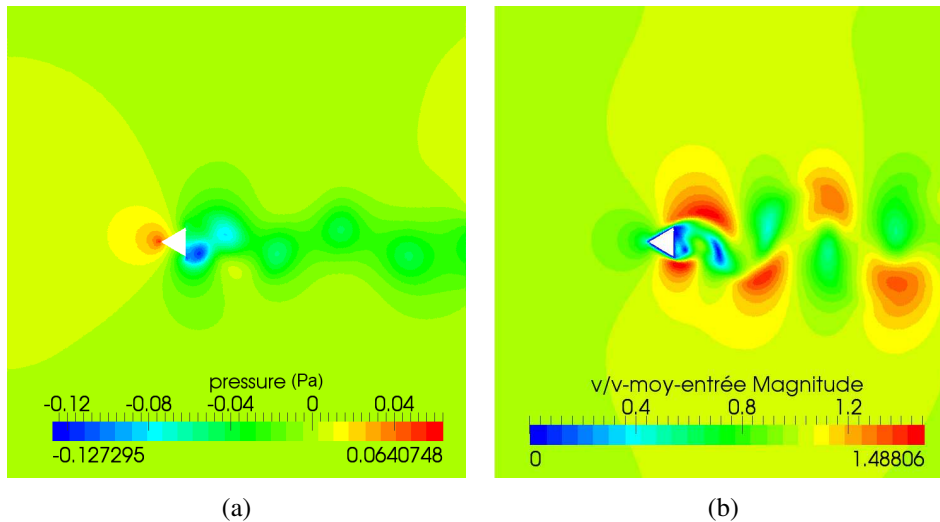 pressure (Pa)
-0.12 -0.08 -0.04 0 0.04
-0.127295 0.0640748
(a)
v/v-moy-entrée Magnitude
0.4 0.8 1.2
0 1.48806
(b)